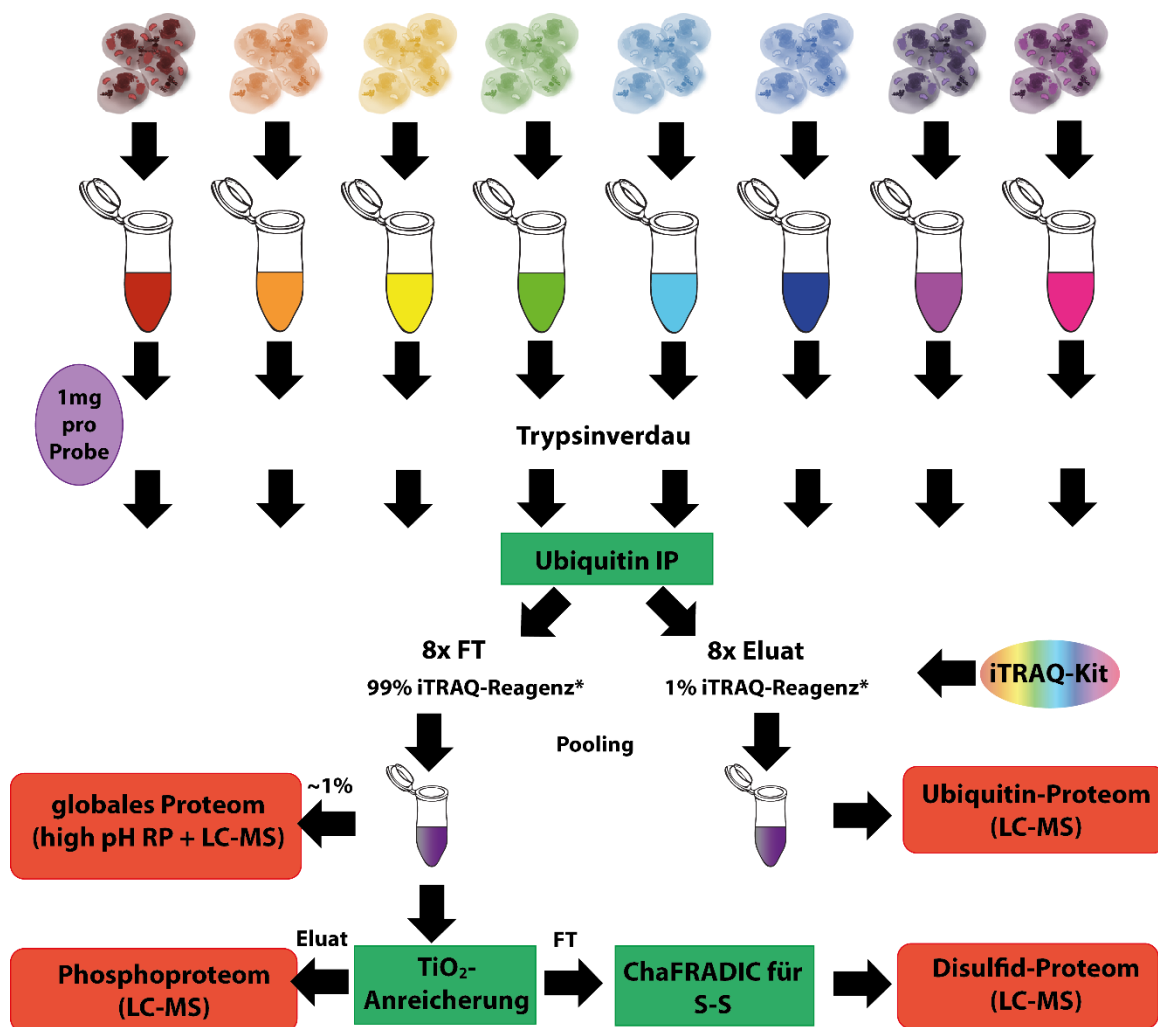 1mg
pro
Probe
Trypsinverdau
Ubiquitin IP
8x FT
99% iTRAQ-Reagenz*
8x Eluat
1% iTRAQ-Reagenz*
iTRAQ-Kit
Pooling
~1%
globales Proteom
(high pH RP + LC-MS)
Ubiquitin-Proteom
(LC-MS)
Eluat
FT
Phosphoproteom
(LC-MS)
TiO₂-
Anreicherung
ChaFRADIC für
S-S
Disulfid-Proteom
(LC-MS)